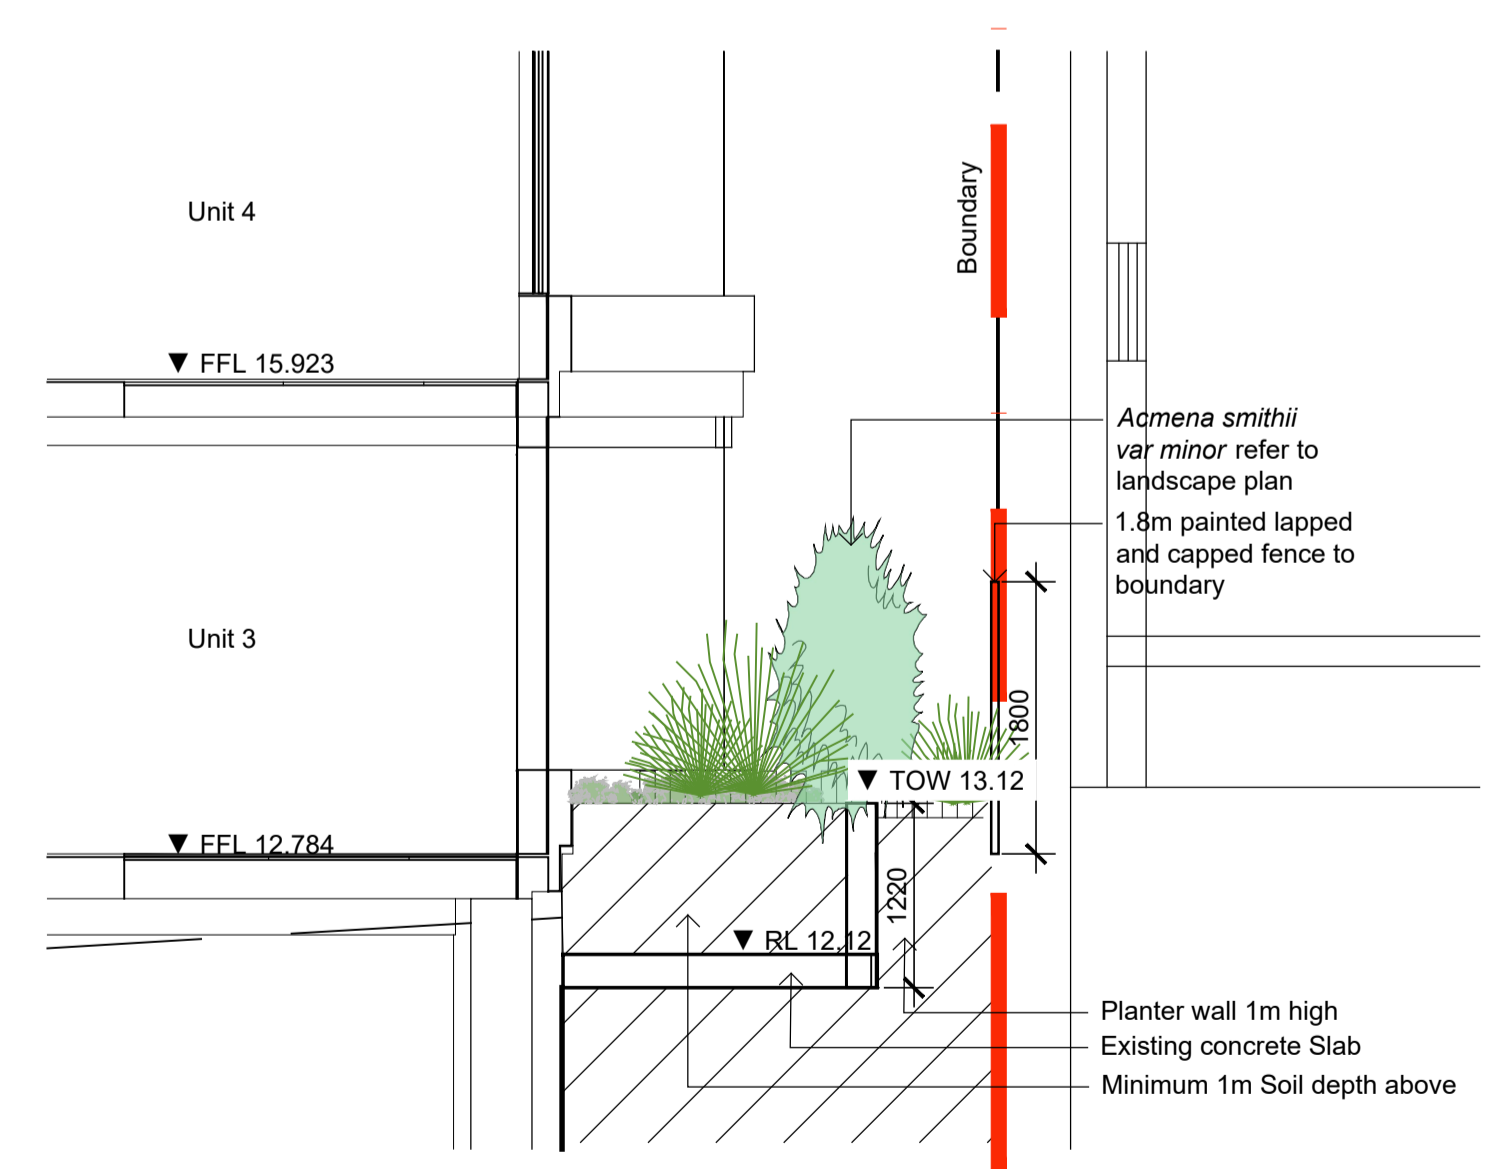 Boundary
Unit 4
▼ FFL 15.923
Acmena smithii
var minor refer to
landscape plan
1.8m painted lapped
and capped fence to
boundary
Unit 3
1800
▼ TOW 13.12
▼ FFL 12.784
1220
▼ RL 12.12
Planter wall 1m high
Existing concrete Slab
Minimum 1m Soil depth above